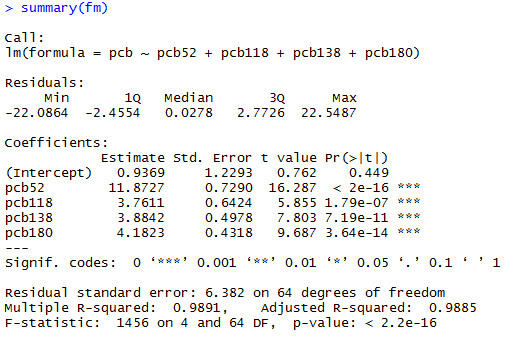 > summary(fm)
Call:
lm(formula = pcb ~ pcb52 + pcb118 + pcb138 + pcb180)
Residuals:
     Min       1Q   Median       3Q      Max
-22.0864  -2.4554   0.0278   2.7726  22.5487
Coefficients:
            Estimate Std. Error t value Pr(>|t|)
(Intercept)   0.9369     1.2293   0.762    0.449
pcb52        11.8727     0.7290  16.287  < 2e-16 ***
pcb118        3.7611     0.6424   5.855 1.79e-07 ***
pcb138        3.8842     0.4978   7.803 7.19e-11 ***
pcb180        4.1823     0.4318   9.687 3.64e-14 ***
---
Signif. codes:  0 ‘***’ 0.001 ‘**’ 0.01 ‘*’ 0.05 ‘.’ 0.1 ‘ ’ 1
Residual standard error: 6.382 on 64 degrees of freedom
Multiple R-squared:  0.9891,    Adjusted R-squared:  0.9885
F-statistic:  1456 on 4 and 64 DF,  p-value: < 2.2e-16